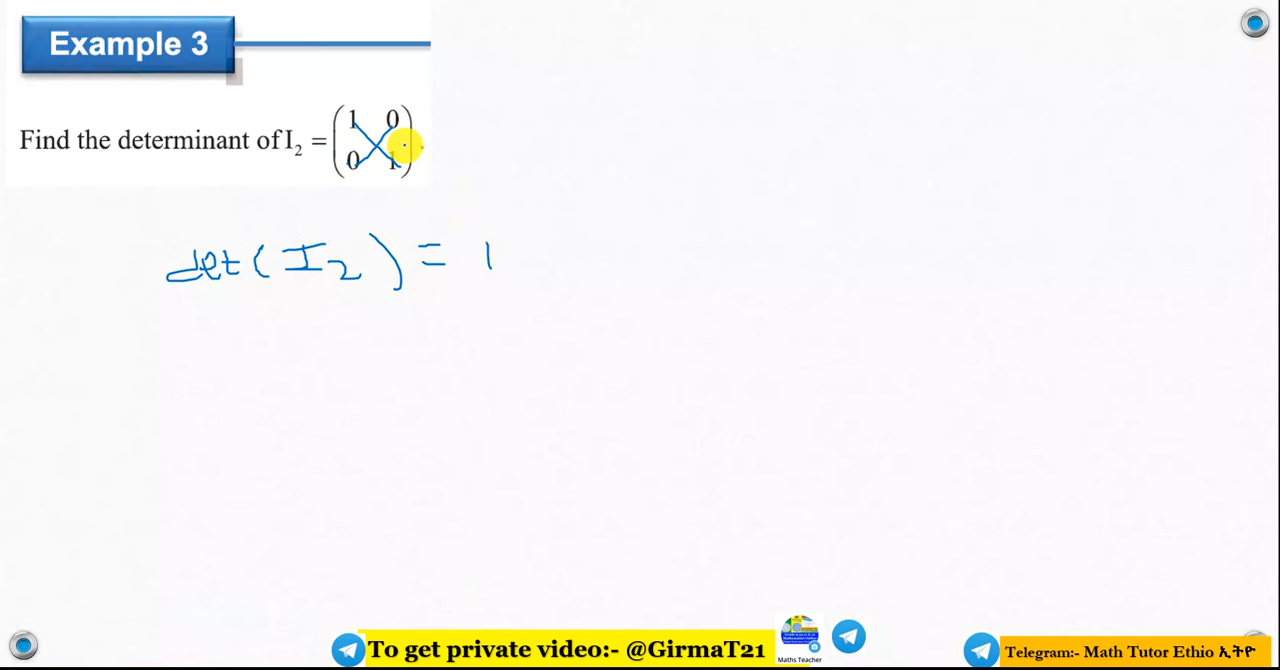 Example 3
Find the determinant of I₂ = (1 0
0 1).
det(I₂) = 1
To get private video:- @GirmaT21
Maths Teacher
Telegram:- Math Tutor Ethio ኢትዮ